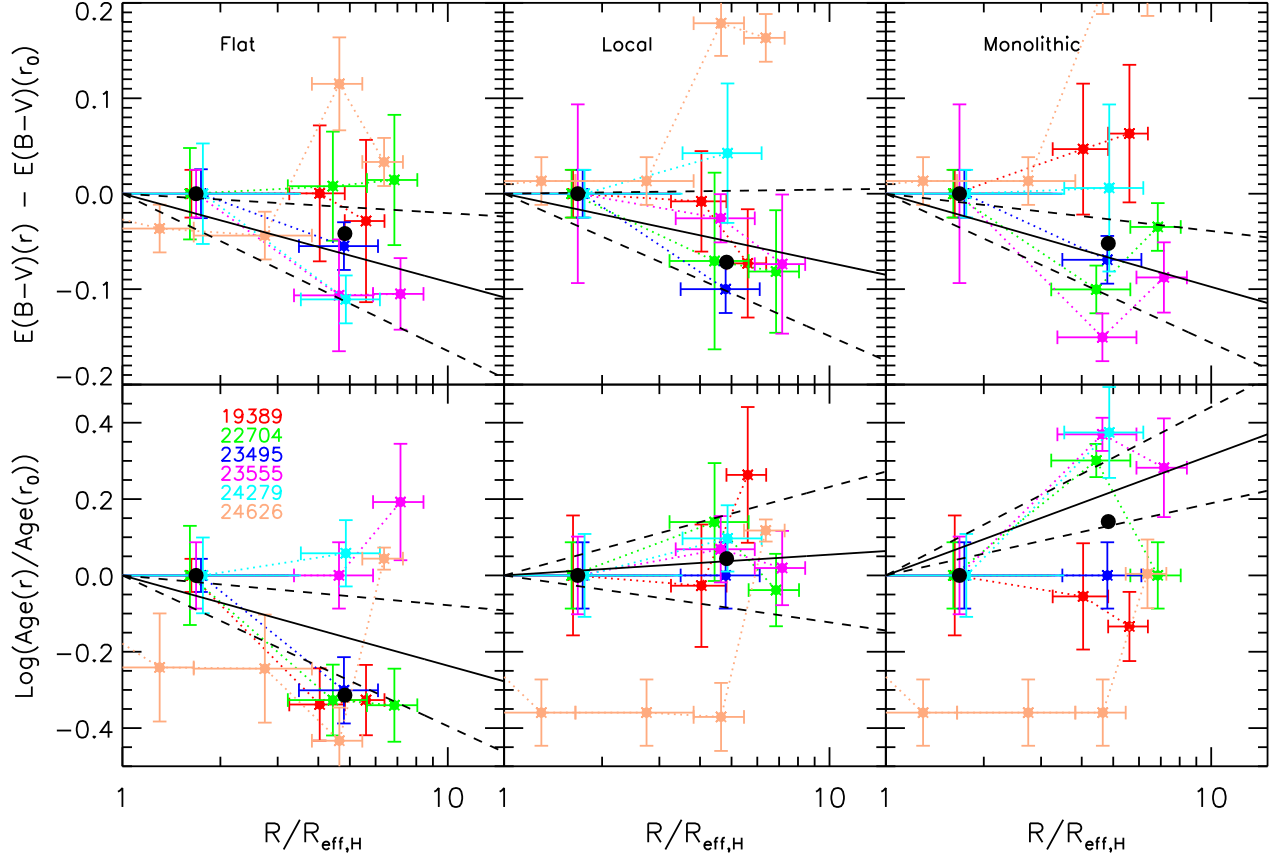 Flat
Local
Monolithic
E(B−V)(r) − E(B−V)(r0)
0.2
0.1
0.0
−0.1
−0.2
19389
22704
23495
23555
24279
24626
Log(Age(r)/Age(r0))
0.4
0.2
0.0
−0.2
−0.4
1 10 1 10 1 10
R/Reff,H R/Reff,H R/Reff,H